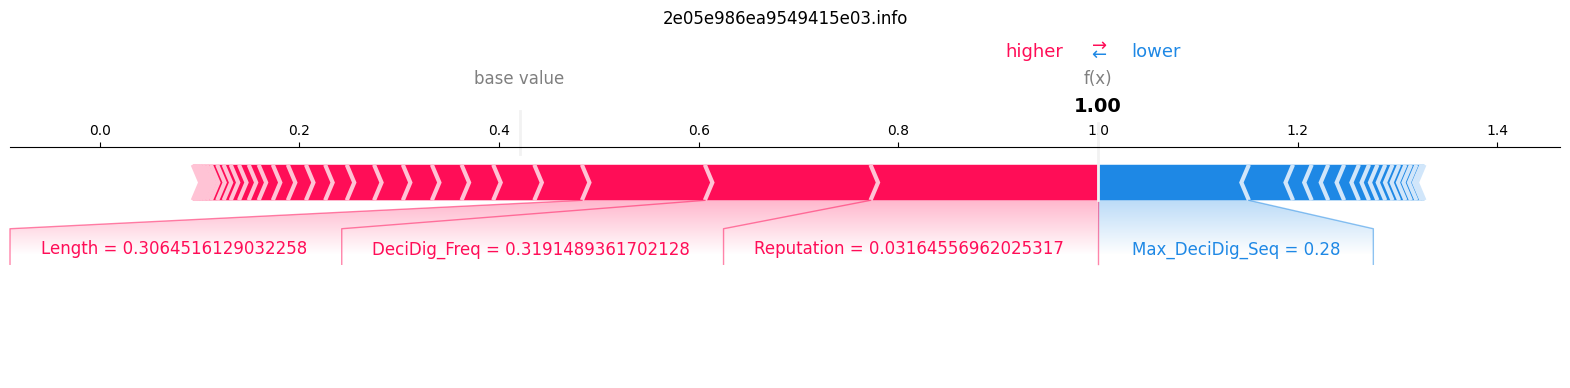 2e05e986ea9549415e03.info
higher ⇄ lower
base value f(x)
1.00
0.0 0.2 0.4 0.6 0.8 1.0 1.2 1.4
Length = 0.3064516129032258 DeciDig_Freq = 0.3191489361702128 Reputation = 0.03164556962025317 Max_DeciDig_Seq = 0.28